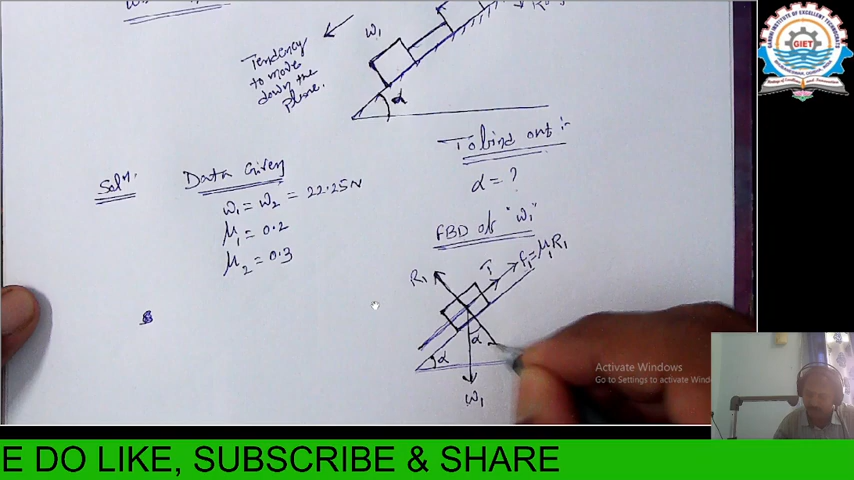 W1
Tendency
to move
down the
plane.
α
Soln.
Data Given
W1 = W2 = 22.25N
μ1 = 0.2
μ2 = 0.3
To find out :-
α = ?
FBD of "W1"
R1
T
f1 = μ1R1
α
α
W1
GIET
Activate Windows
Go to Settings to activate Wind
E DO LIKE, SUBSCRIBE & SHARE